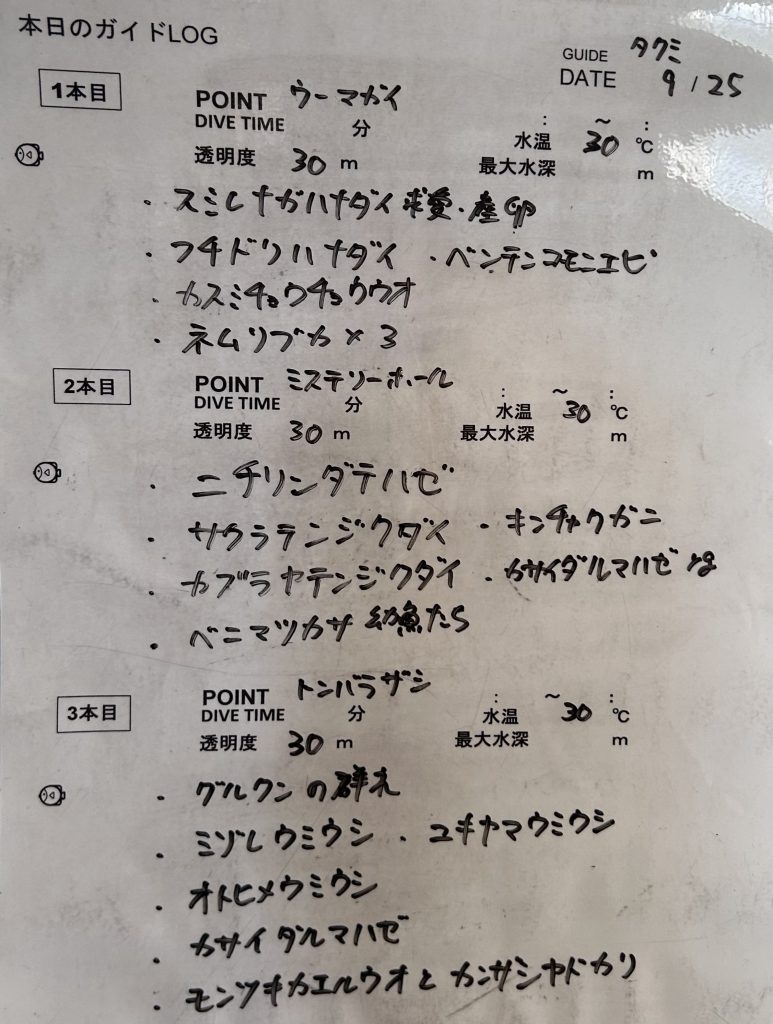 本日のガイドLOG
GUIDE タクミ
DATE 9/25
1本目
POINT ウーマガイ
DIVE TIME 分 : ～ :
透明度 30 m 水温 30 ℃
最大水深 m
・スミレナガハナダイ 求愛・産卵
・フチドリハナダイ ・ベンテンコモンエビ
・カスミチョウチョウウオ
・ネムリブカ×3
2本目
POINT ミステリーホール
DIVE TIME 分 : ～ :
透明度 30 m 水温 30 ℃
最大水深 m
・ニチリンダテハゼ
・サクラテンジクダイ ・キンチャクガニ
・カブラヤテンジクダイ ・カサイダルマハゼ yg
・ベニマツカサ 幼魚たち
3本目
POINT トンバラザシ
DIVE TIME 分 : ～ :
透明度 30 m 水温 30 ℃
最大水深 m
・グルクンの群れ
・ミゾレウミウシ ・ユキヤマウミウシ
・オトヒメウミウシ
・カサイダルマハゼ
・モンツキカエルウオとカンザシヤドカリ